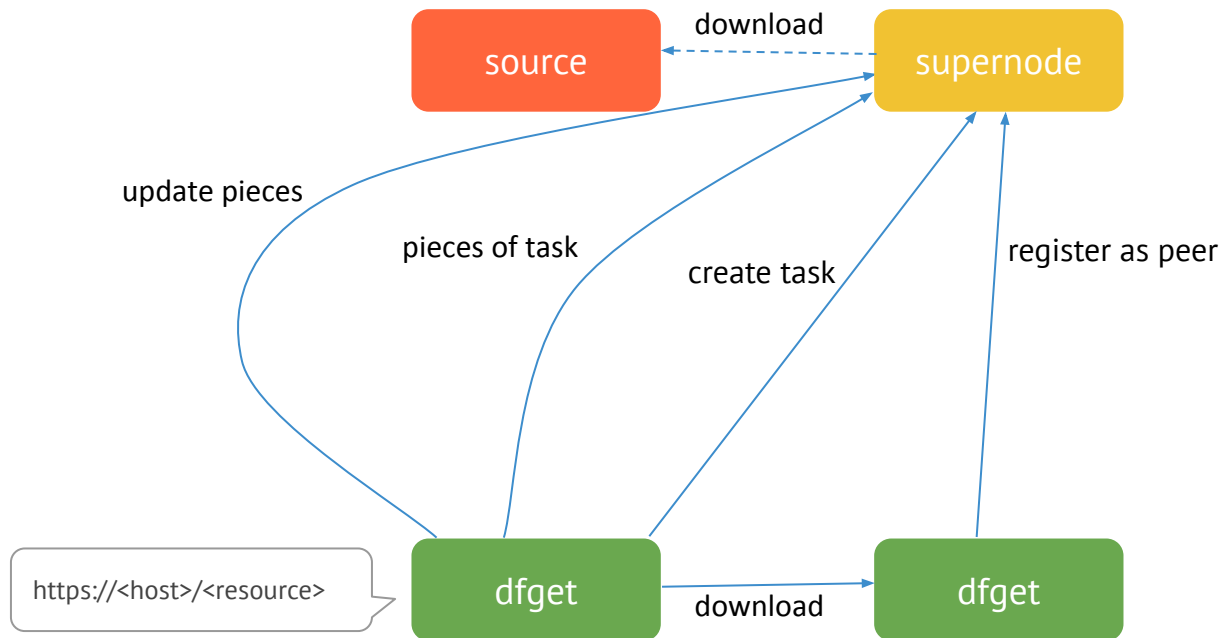 download
source
supernode
update pieces
pieces of task
create task
register as peer
https://<host>/<resource>
dfget
download
dfget